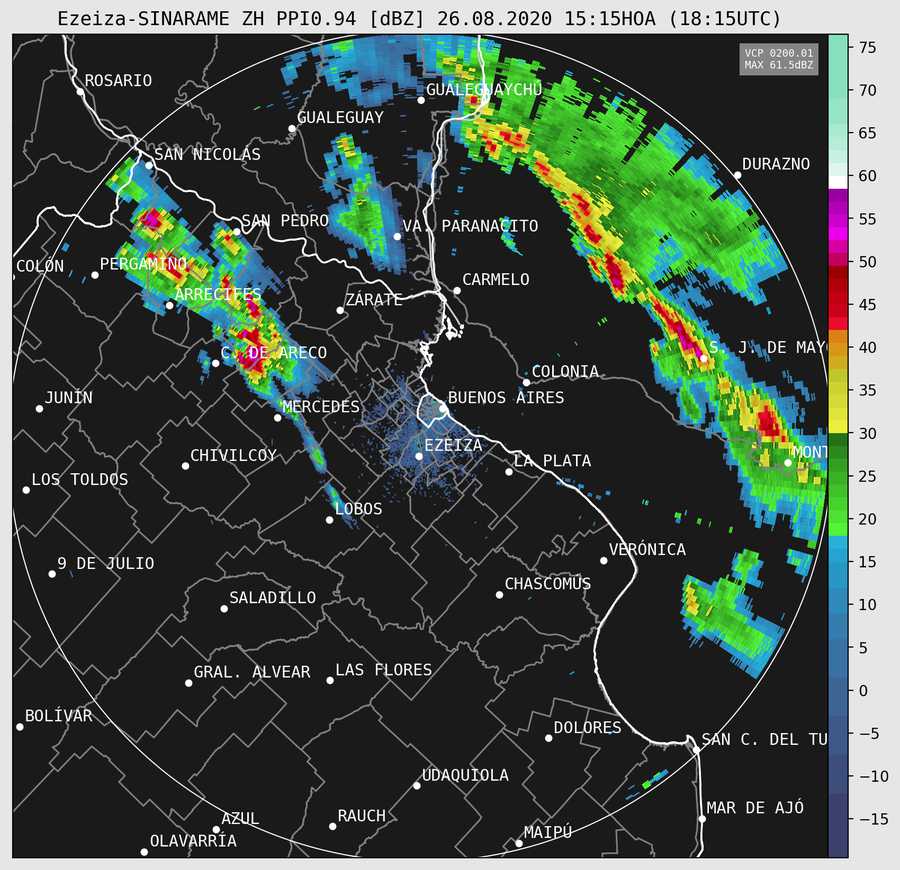 Ezeiza-SINARAME ZH PPI0.94 [dBZ] 26.08.2020 15:15HOA (18:15UTC)
VCP 0200.01
MAX 61.5dBZ
ROSARIO
GUALEGUAYCHÚ
GUALEGUAY
SAN NICOLÁS
DURAZNO
SAN PEDRO
VA. PARANACITO
COLÓN
PERGAMINO
CARMELO
ARRECIFES
ZÁRATE
S. J. DE MAY
C. DE ARECO
COLONIA
JUNÍN
MERCEDES
BUENOS AIRES
EZEIZA
MONT
CHIVILCOY
LA PLATA
LOS TOLDOS
LOBOS
VERÓNICA
9 DE JULIO
CHASCOMÚS
SALADILLO
GRAL. ALVEAR
LAS FLORES
BOLÍVAR
DOLORES
SAN C. DEL TU
UDAQUIOLA
MAR DE AJÓ
AZUL
RAUCH
MAIPÚ
OLAVARRÍA
75
70
65
60
55
50
45
40
35
30
25
20
15
10
5
0
−5
−10
−15